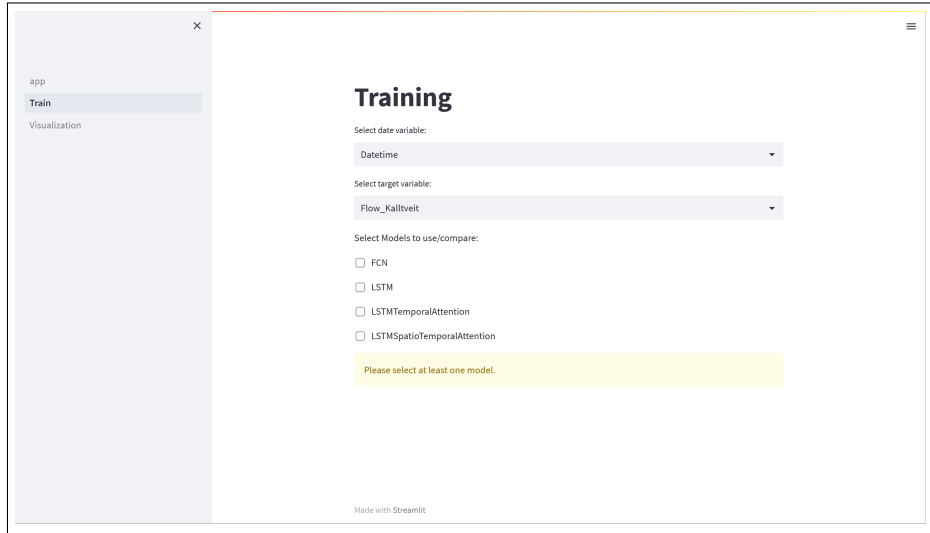 app
Train
Visualization
Training
Select date variable:
Datetime
Select target variable:
Flow_Kalltveit
Select Models to use/compare:
FCN
LSTM
LSTMTemporalAttention
LSTMSpatioTemporalAttention
Please select at least one model.
Made with Streamlit